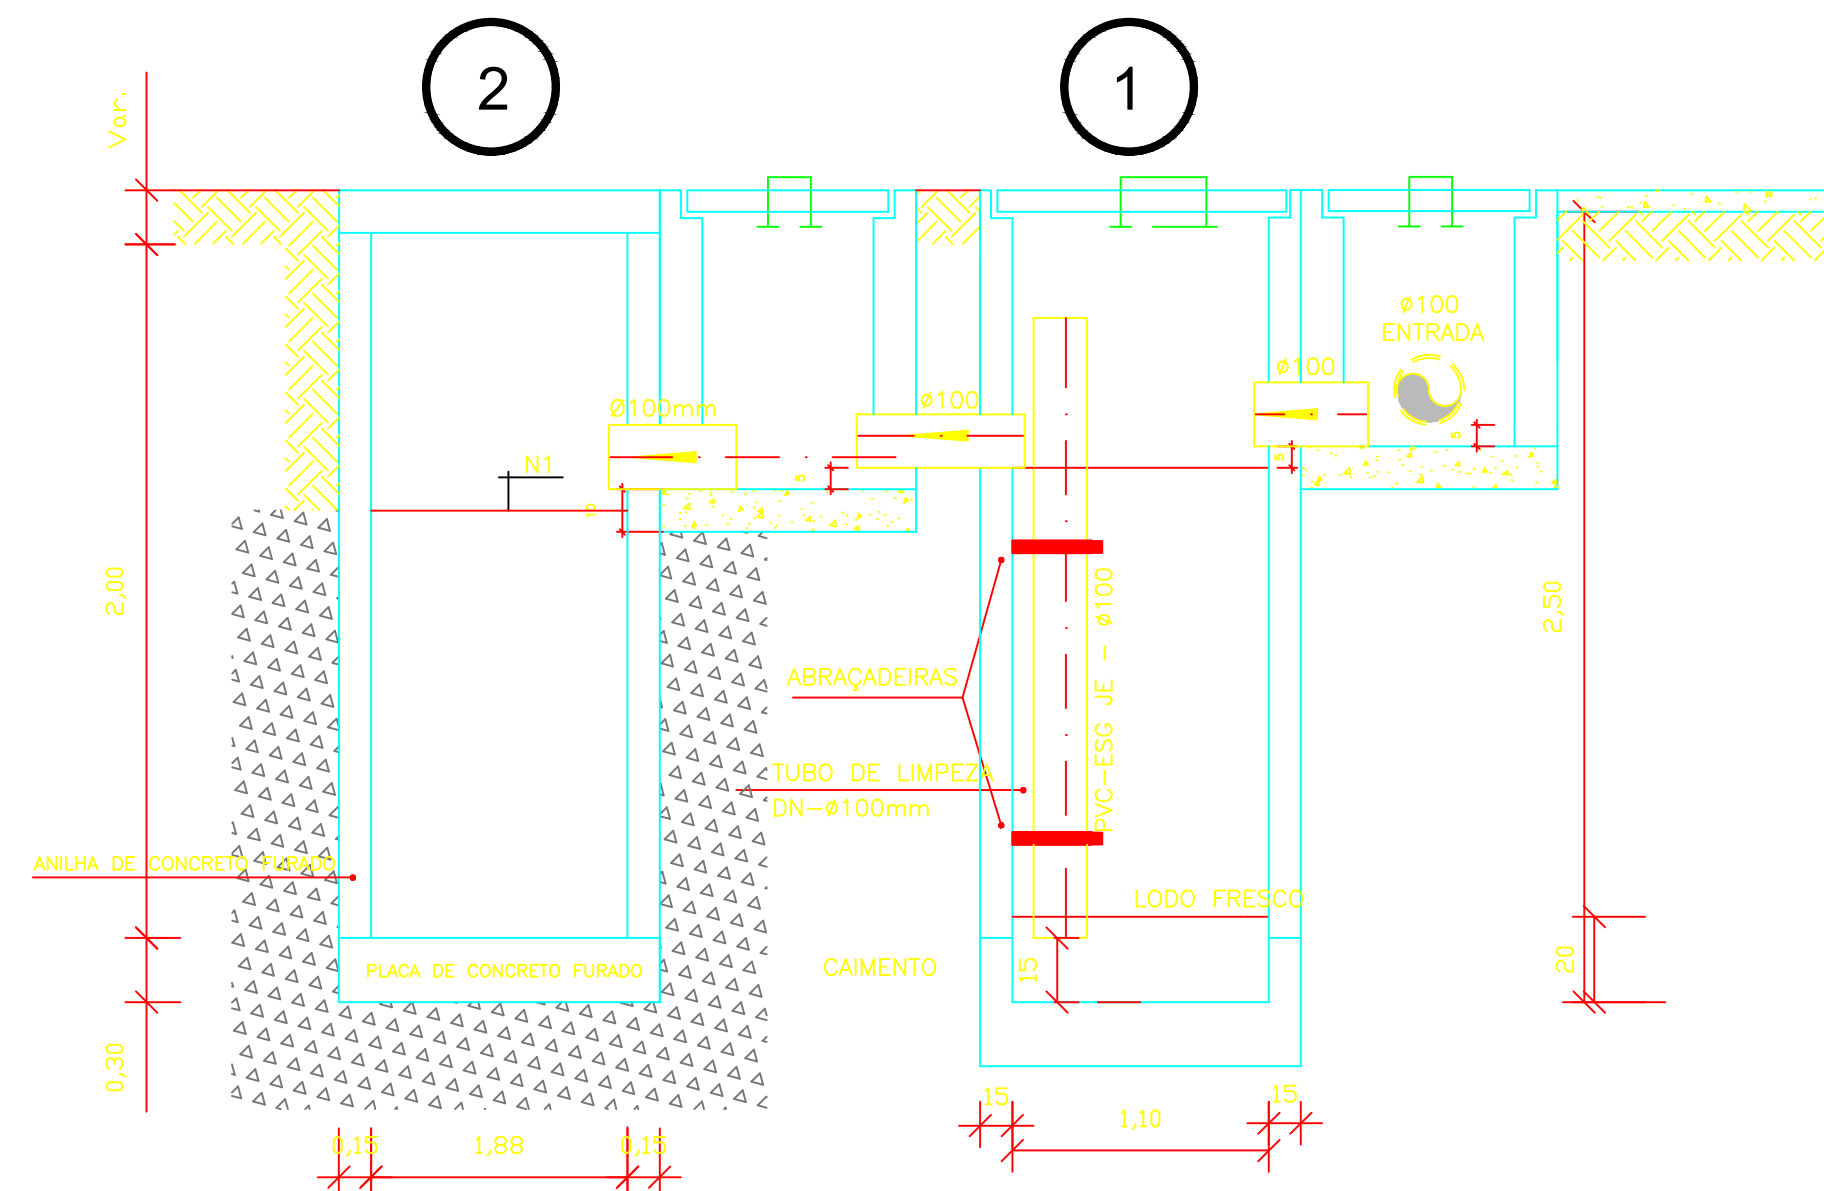 2
1
Var.
ø100
ENTRADA
ø100
ø100
Ø100mm
N1
5
5
5
10
2,00
2,50
ABRAÇADEIRAS
PVC-ESG JE - ø100
TUBO DE LIMPEZA
DN-ø100mm
ANILHA DE CONCRETO FURADO
LODO FRESCO
PLACA DE CONCRETO FURADO
CAIMENTO
15
20
0,30
15
1,10
15
0,15
1,88
0,15